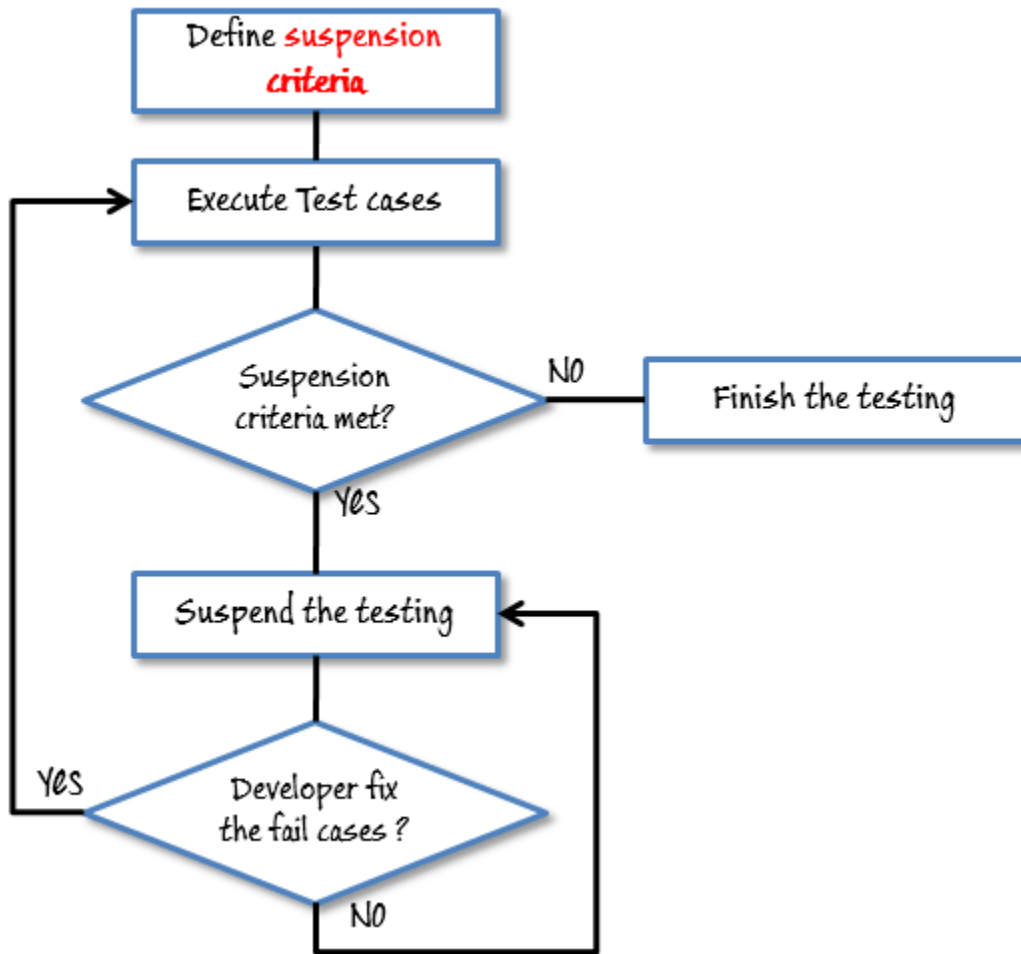 Define suspension
criteria
Execute Test cases
Suspension
criteria met?
NO
Finish the testing
Yes
Suspend the testing
Yes
Developer fix
the fail cases ?
NO